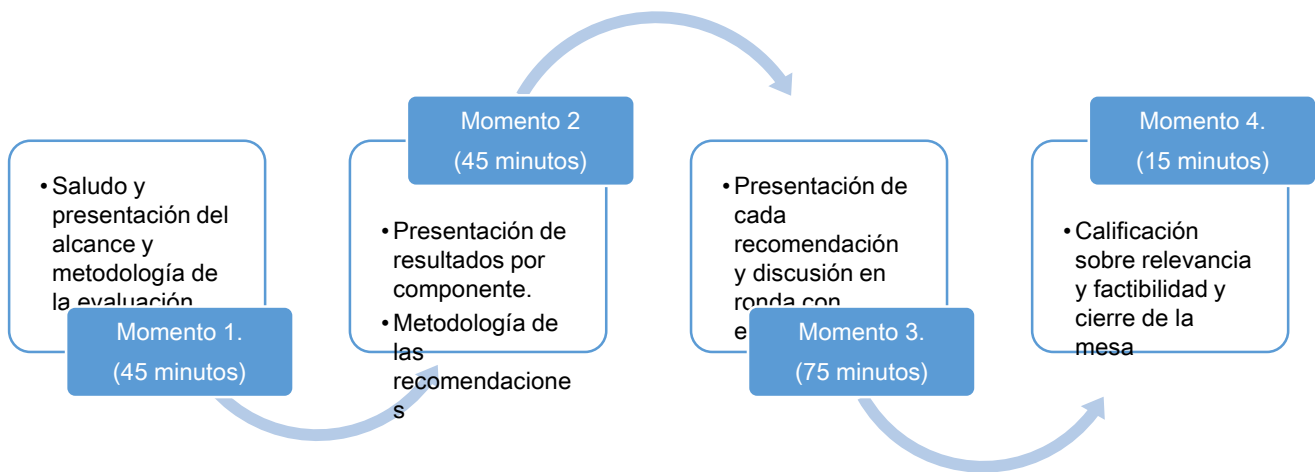 • Saludo y
presentación del
alcance y
metodología de
la evaluación
Momento 1.
(45 minutos)
Momento 2
(45 minutos)
• Presentación de
resultados por
componente.
• Metodología de
las
recomendacione
s
• Presentación de
cada
recomendación
y discusión en
ronda con
Momento 3.
(75 minutos)
Momento 4.
(15 minutos)
• Calificación
sobre relevancia
y factibilidad y
cierre de la
mesa